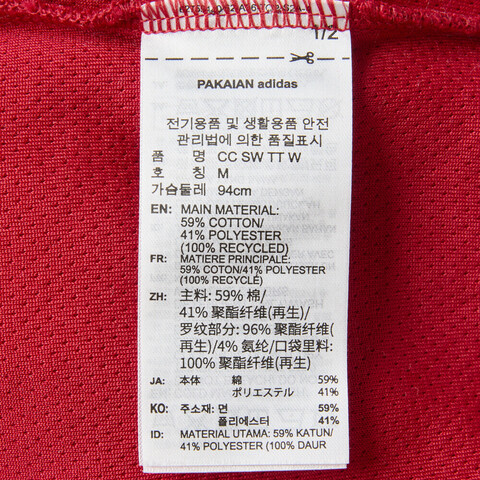 1/2
PAKAIAN adidas
전기용품 및 생활용품 안전
관리법에 의한 품질표시
품 명 CC SW TT W
호 칭 M
가슴둘레 94cm
EN: MAIN MATERIAL:
59% COTTON/
41% POLYESTER
(100% RECYCLED)
FR: MATIERE PRINCIPALE:
59% COTON/41% POLYESTER
(100% RECYCLE)
ZH: 主料: 59% 棉/
41% 聚酯纤维(再生)/
罗纹部分: 96% 聚酯纤维
(再生)/4% 氨纶/口袋里料:
100% 聚酯纤维(再生)
JA: 本体 綿 59%
ポリエステル 41%
KO: 주소재: 면 59%
폴리에스터 41%
ID: MATERIAL UTAMA: 59% KATUN/
41% POLYESTER (100% DAUR